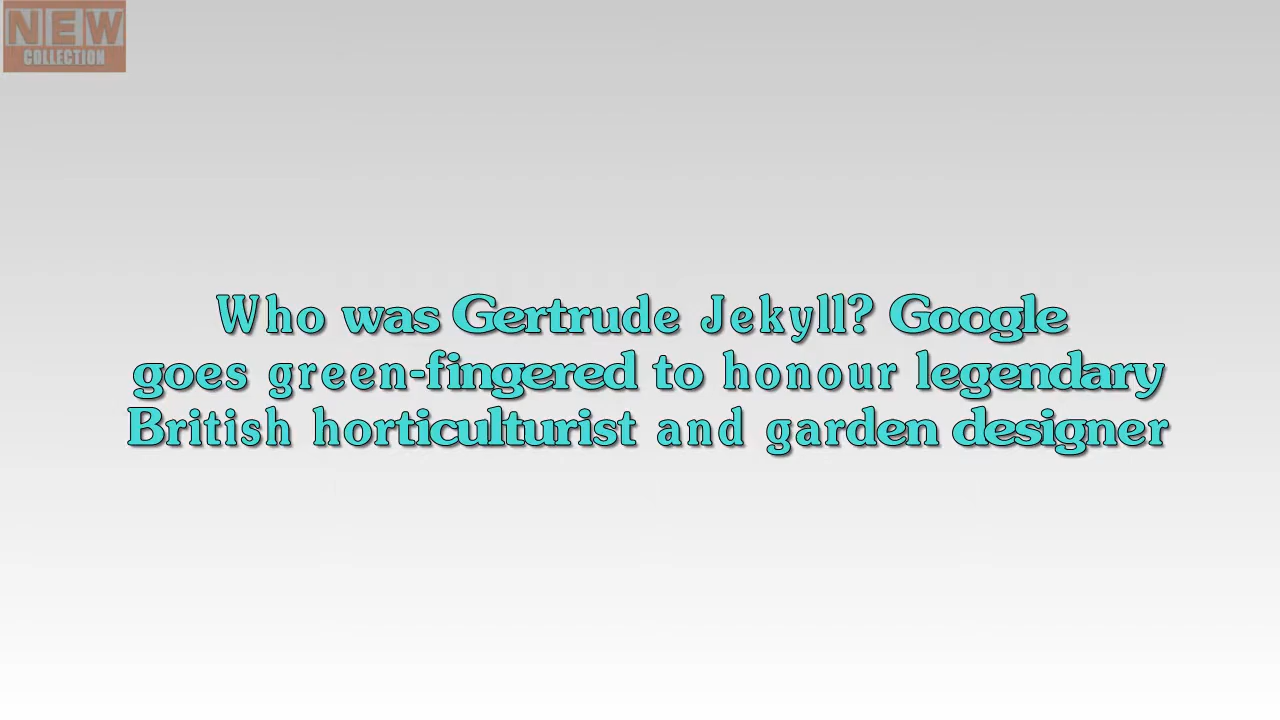 NEW
COLLECTION
Who was Gertrude Jekyll? Google
goes green-fingered to honour legendary
British horticulturist and garden designer